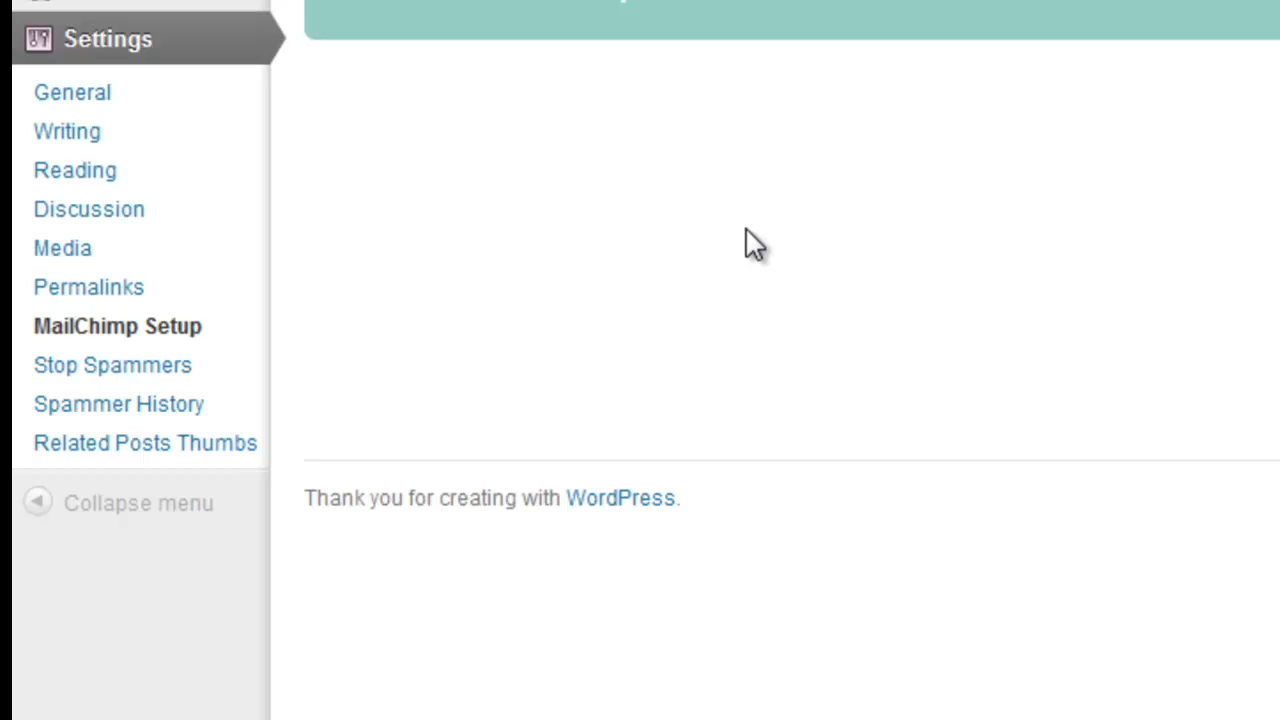 Settings
General
Writing
Reading
Discussion
Media
Permalinks
MailChimp Setup
Stop Spammers
Spammer History
Related Posts Thumbs
Collapse menu
Thank you for creating with WordPress.